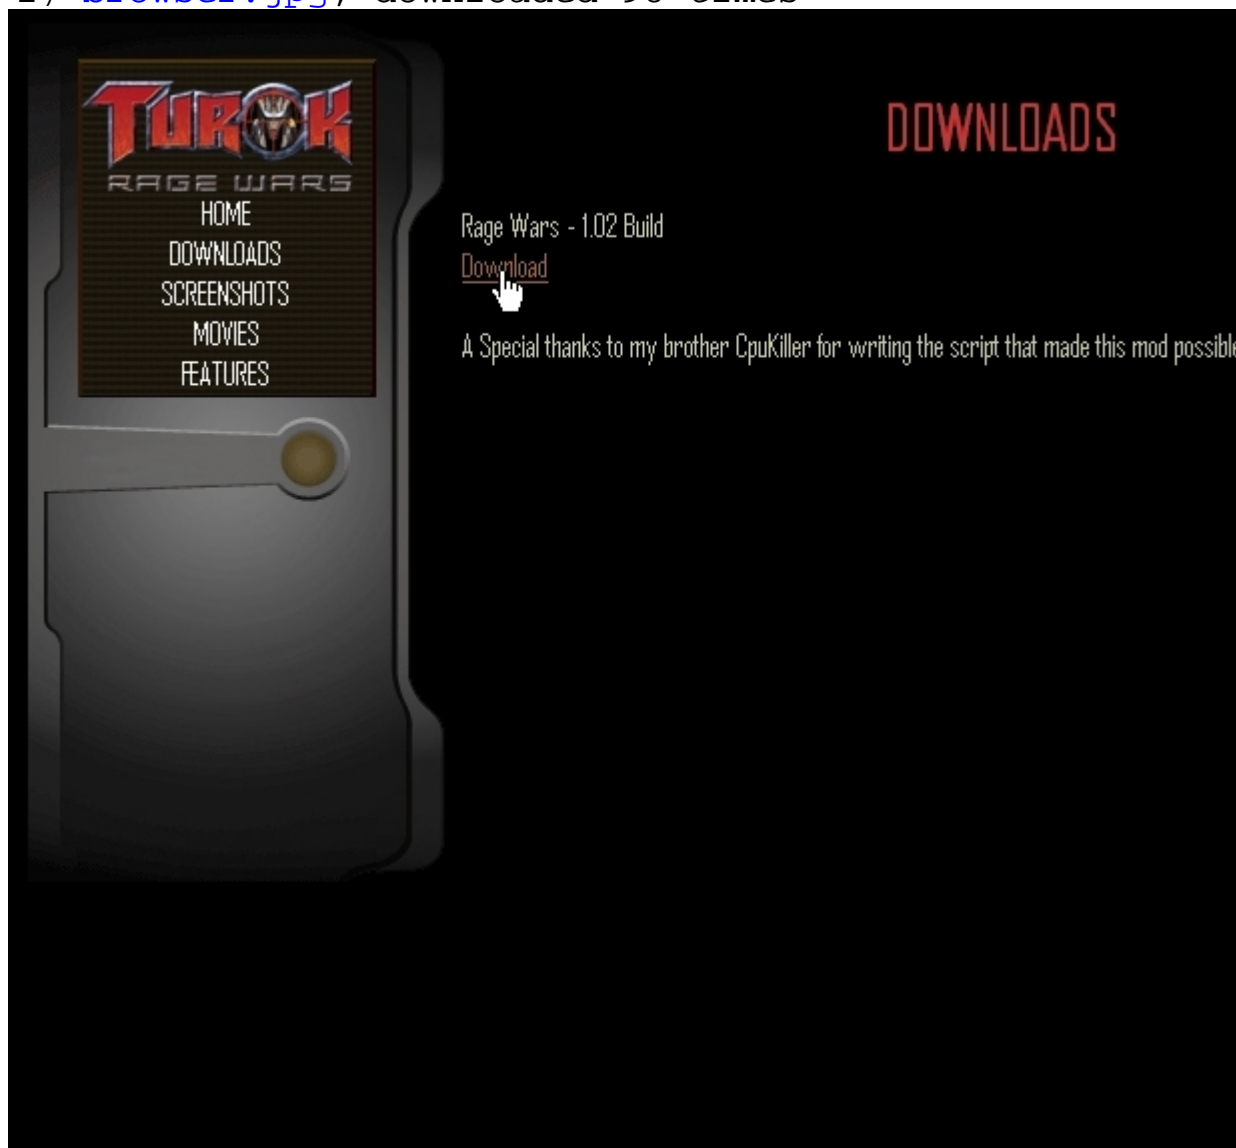 TUROK
RAGE WARS
HOME
DOWNLOADS
SCREENSHOTS
MOVIES
FEATURES
DOWNLOADS
Rage Wars - 1.02 Build
Download
A Special thanks to my brother CpuKiller for writing the script that made this mod possible